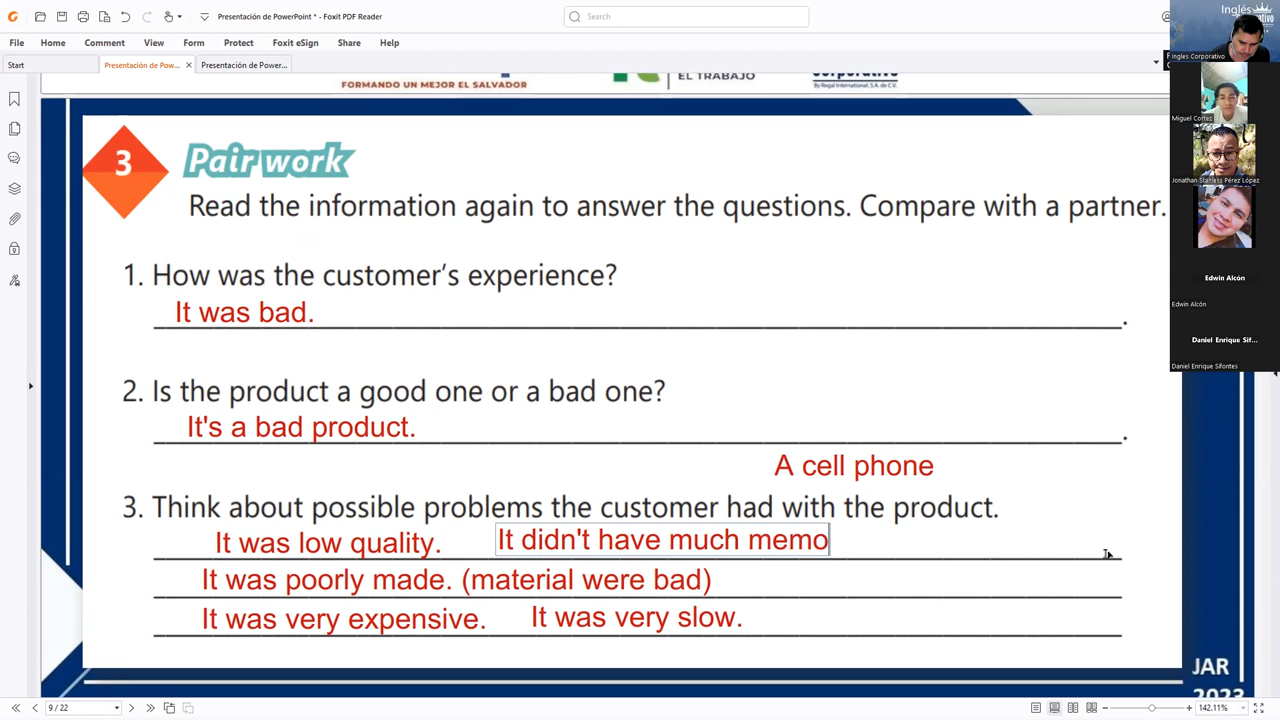 Presentación de PowerPoint * - Foxit PDF Reader
Search
File Home Comment View Form Protect Foxit eSign Share Help
Start Presentación de Pow... Presentación de Power...
FORMANDO UN MEJOR EL SALVADOR
EL TRABAJO
By Regal International, S.A. de C.V.
3 Pair work
Read the information again to answer the questions. Compare with a partner.
1. How was the customer's experience?
It was bad.
2. Is the product a good one or a bad one?
It's a bad product.
A cell phone
3. Think about possible problems the customer had with the product.
It was low quality. It didn't have much memo
It was poorly made. (material were bad)
It was very expensive. It was very slow.
JAR
2023
9 / 22
142.11%
Inglés
Ingles Corporativo
Miguel Cortez
Jonathan Stanless Pérez López
Edwin Alcón
Edwin Alcón
Daniel Enrique Sif...
Daniel Enrique Sifontes